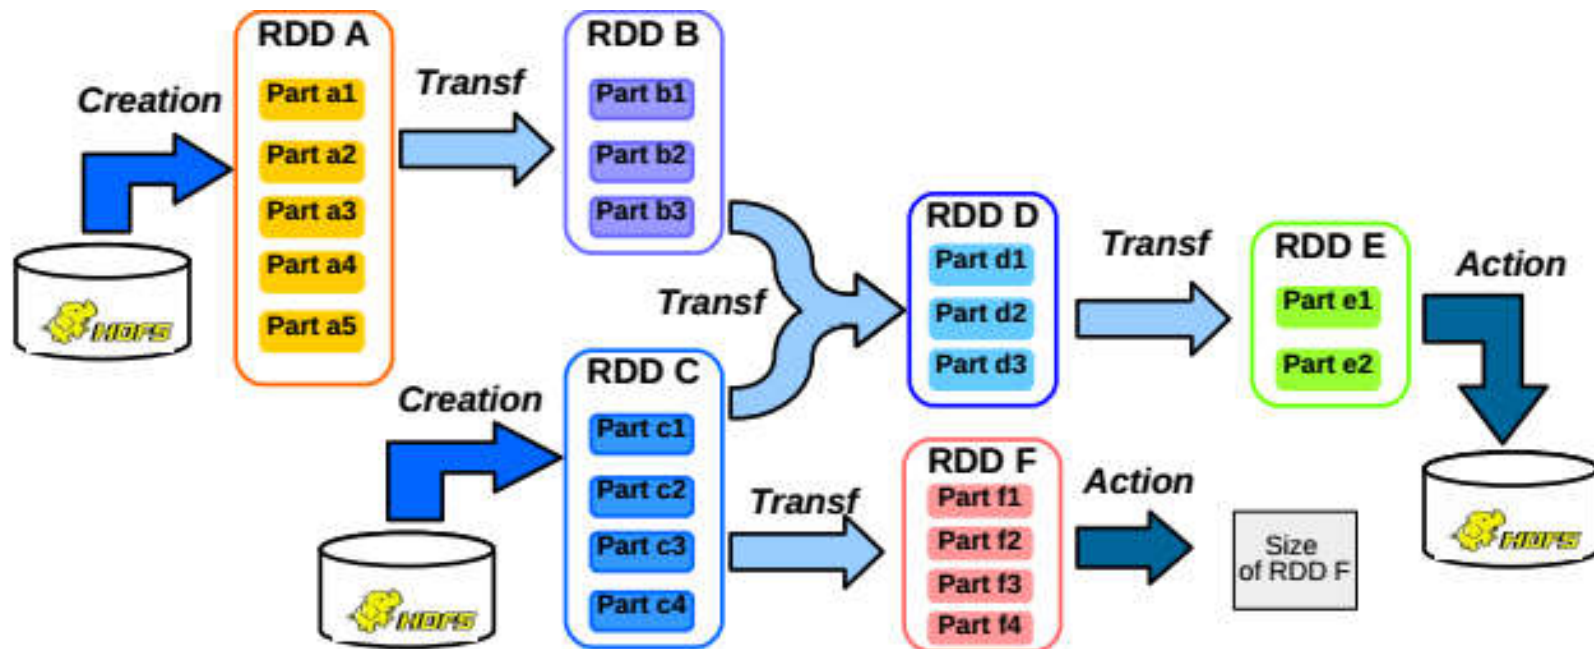 RDD A
Part a1
Part a2
Part a3
Part a4
Part a5
Creation
HDFS
Transf
RDD B
Part b1
Part b2
Part b3
Transf
Creation
HDFS
RDD C
Part c1
Part c2
Part c3
Part c4
RDD D
Part d1
Part d2
Part d3
Transf
RDD E
Part e1
Part e2
Action
HDFS
Transf
RDD F
Part f1
Part f2
Part f3
Part f4
Action
Size
of RDD F